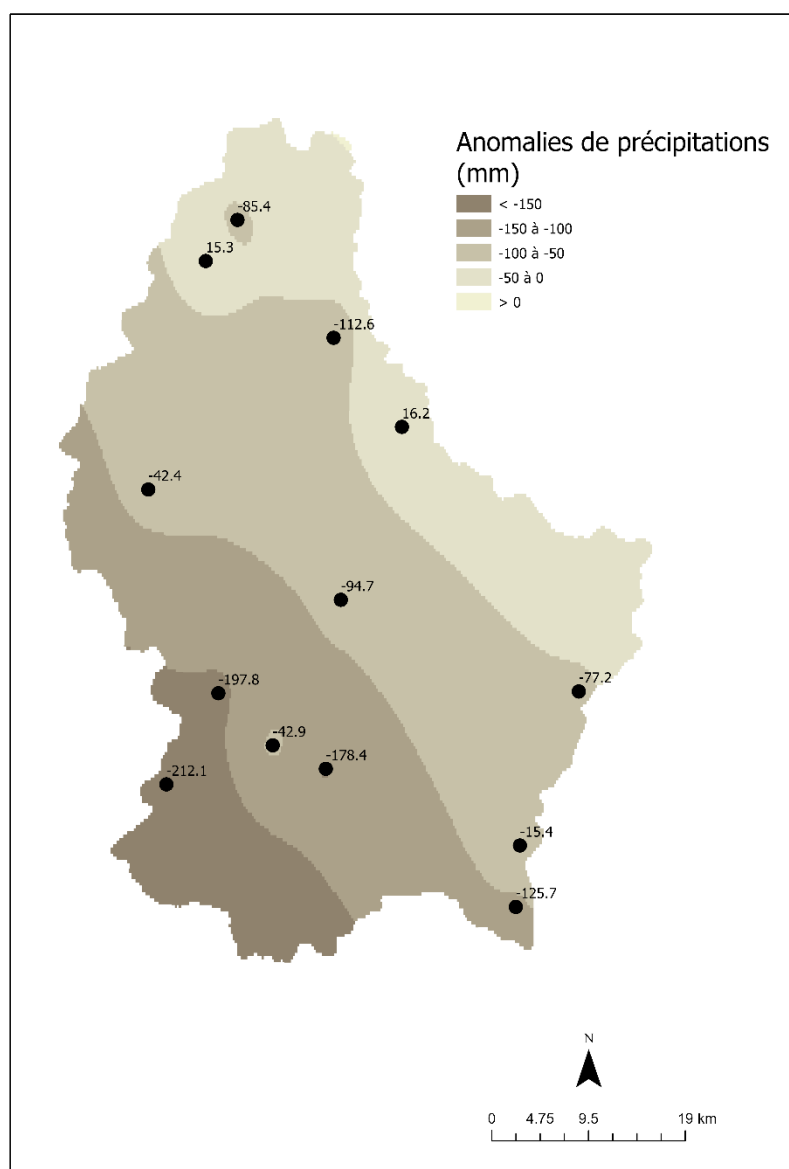 Anomalies de précipitations
(mm)
< -150
-150 à -100
-100 à -50
-50 à 0
> 0
-85.4
15.3
-112.6
16.2
-42.4
-94.7
-77.2
-197.8
-42.9
-178.4
-212.1
-15.4
-125.7
N
0 4.75 9.5 19 km